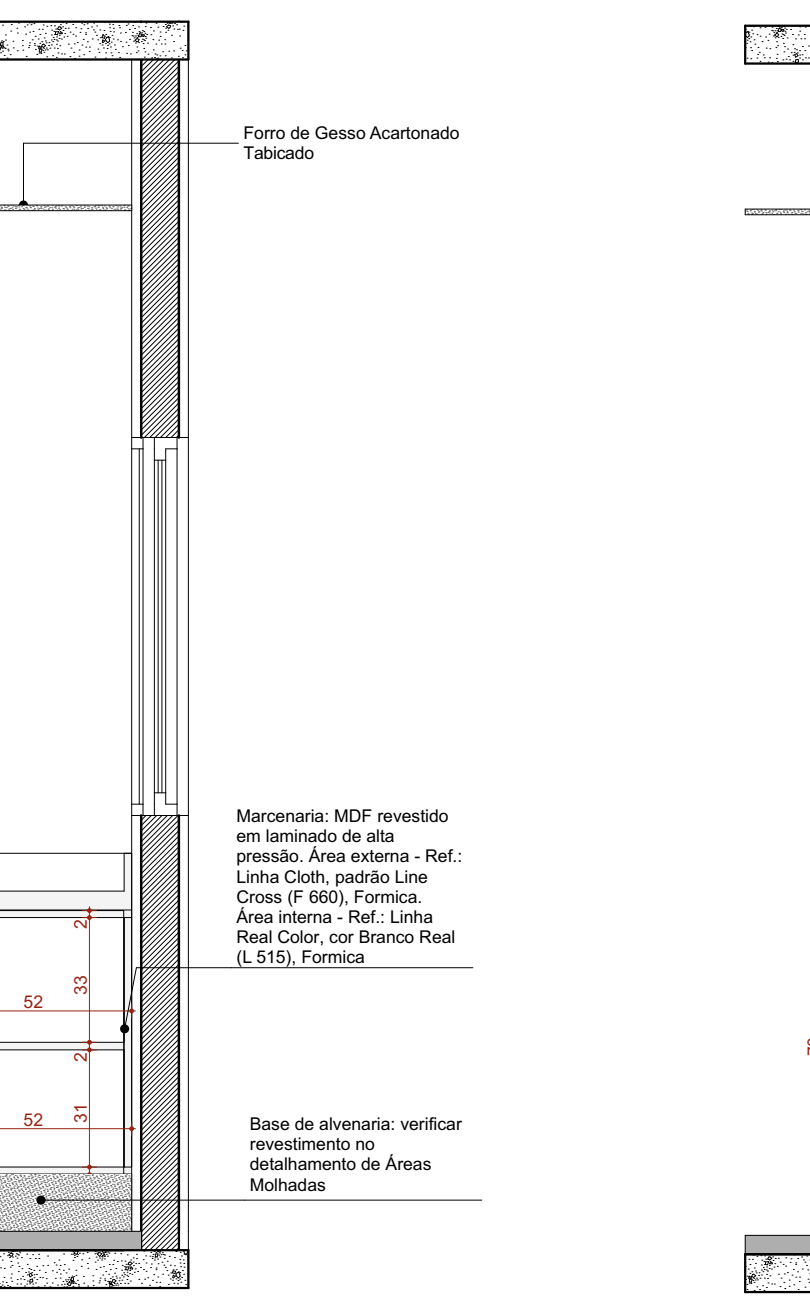 Forro de Gesso Acartonado
Tabicado
Marcenaria: MDF revestido
em laminado de alta
pressão. Área externa - Ref.:
Linha Cloth, padrão Line
Cross (F 660), Formica.
Área interna - Ref.: Linha
Real Color, cor Branco Real
(L 515), Formica
2
33
52
2
31
52
Base de alvenaria: verificar
revestimento no
detalhamento de Áreas
Molhadas